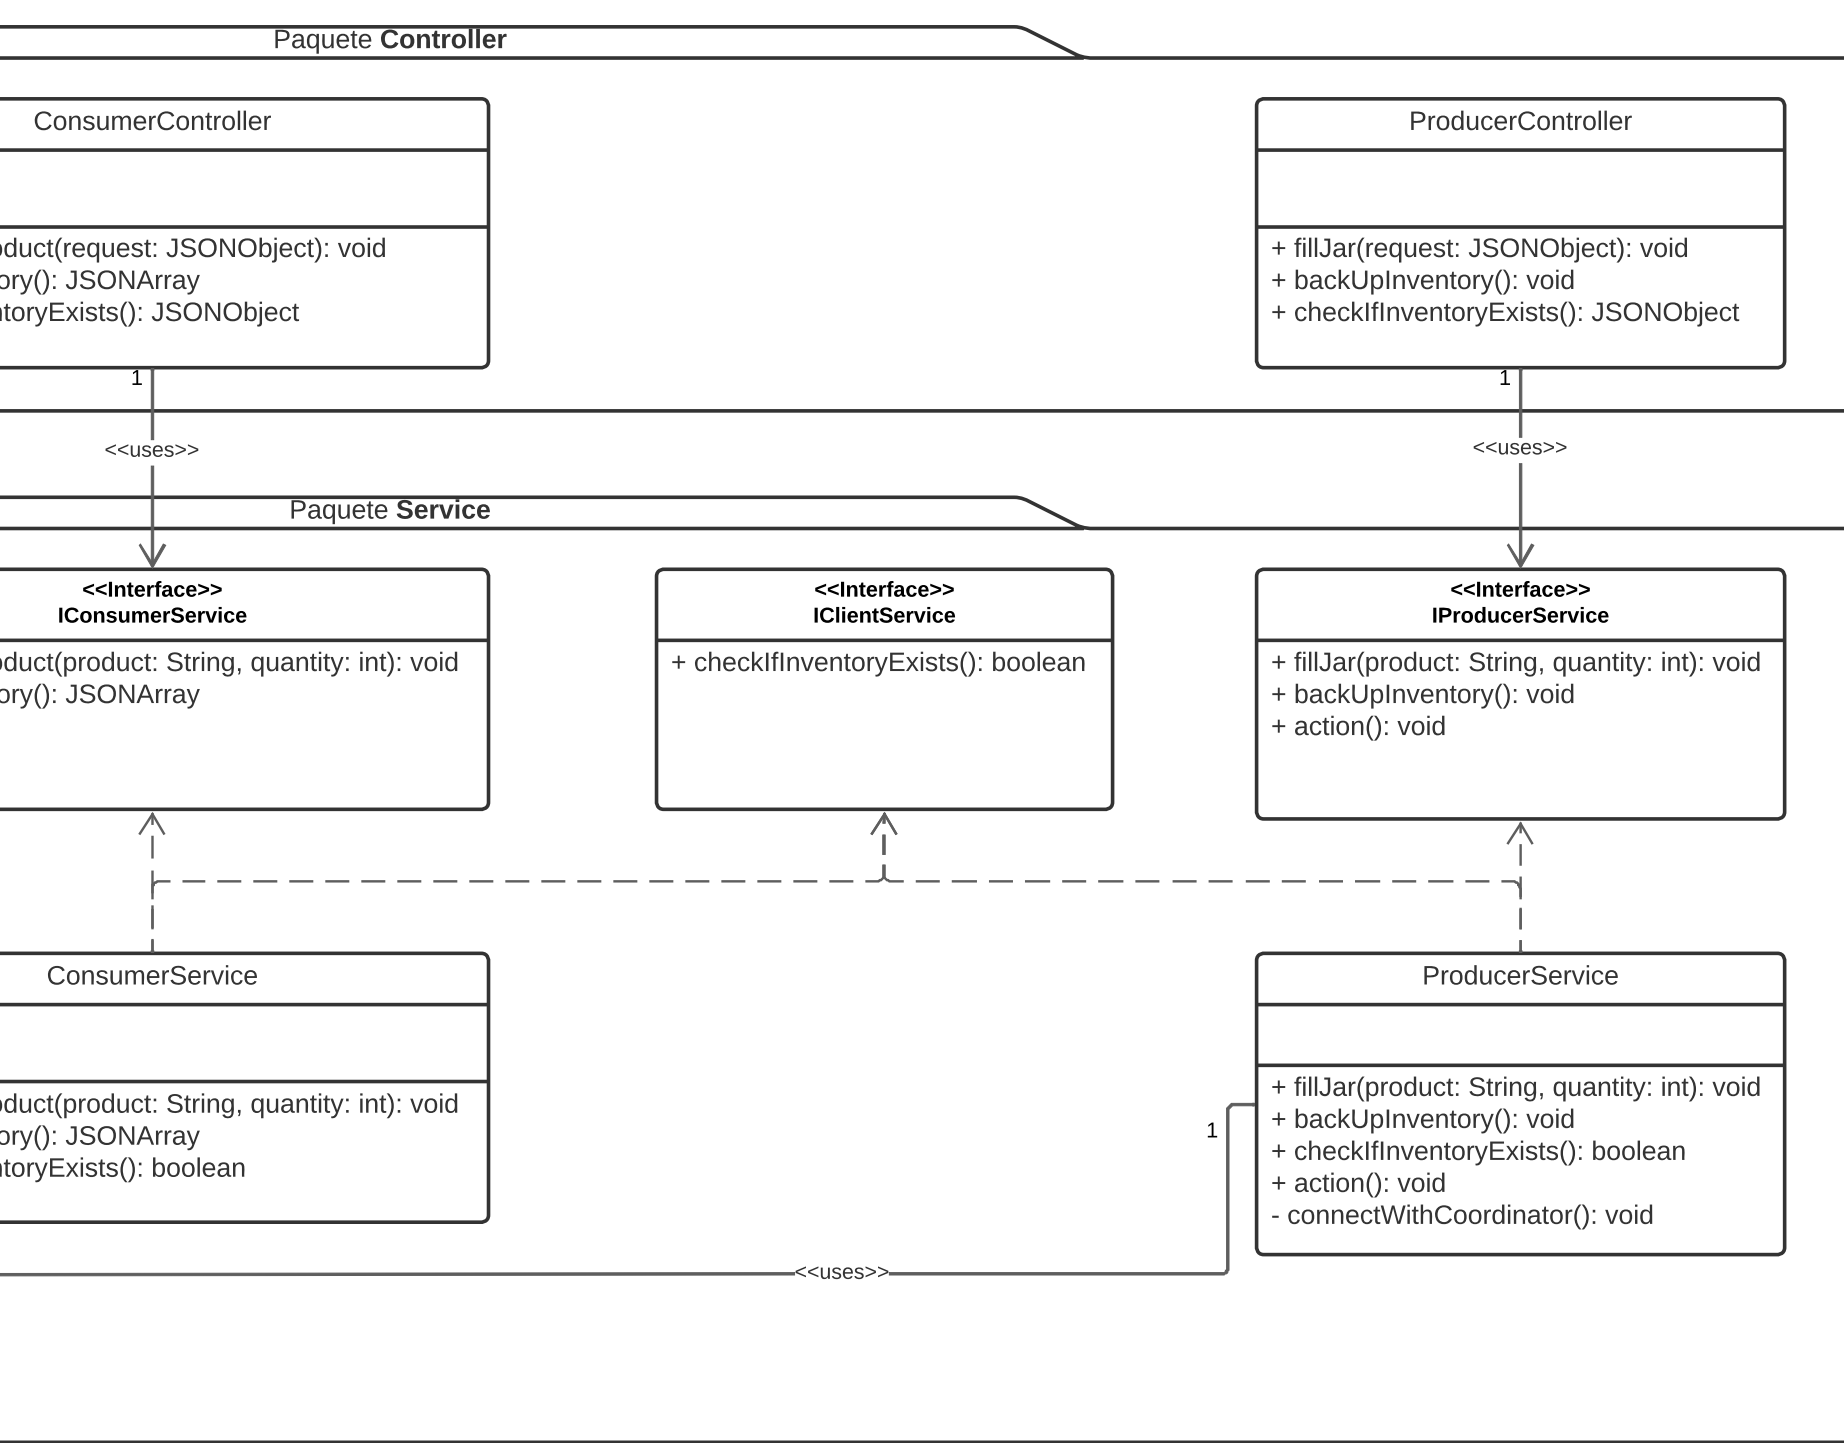 Paquete Controller
ConsumerController
oduct(request: JSONObject): void
ory(): JSONArray
ntoryExists(): JSONObject
1
<<uses>>
ProducerController
+ fillJar(request: JSONObject): void
+ backUpInventory(): void
+ checkIfInventoryExists(): JSONObject
1
<<uses>>
Paquete Service
<<Interface>>
IConsumerService
oduct(product: String, quantity: int): void
ory(): JSONArray
<<Interface>>
IClientService
+ checkIfInventoryExists(): boolean
<<Interface>>
IProducerService
+ fillJar(product: String, quantity: int): void
+ backUpInventory(): void
+ action(): void
ConsumerService
oduct(product: String, quantity: int): void
ory(): JSONArray
ntoryExists(): boolean
ProducerService
+ fillJar(product: String, quantity: int): void
+ backUpInventory(): void
+ checkIfInventoryExists(): boolean
+ action(): void
- connectWithCoordinator(): void
1
<<uses>>